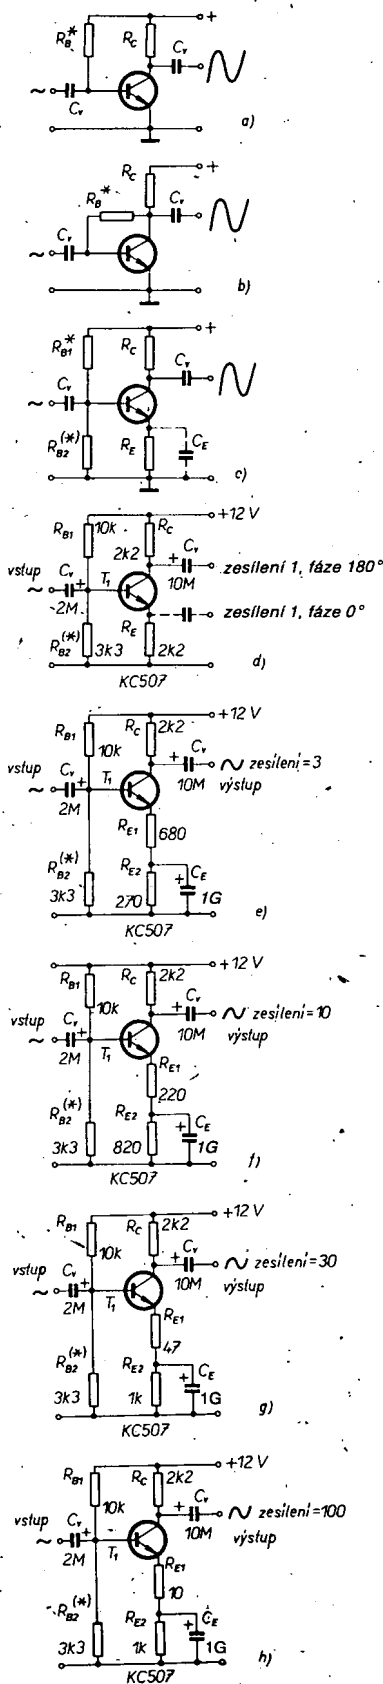 R_B* R_C +
C_v
~ C_v
a)
R_C +
R_B* C_v
C_v
~
b)
R_B1* R_C +
C_v
C_v
~
R_B2(*) R_E C_E
c)
R_B1 10k R_C +12 V
2k2 + C_v
vstup C_v + T1 10M zesílení 1, fáze 180°
~ 2M zesílení 1, fáze 0°
R_E
R_B2(*) 3k3 2k2
KC507 d)
R_B1 R_C 2k2 +12 V
10k + C_v
vstup C_v + T1 10M ~ zesílení=3
~ 2M výstup
R_E1 680
R_B2(*) R_E2 + C_E
3k3 270 1G
KC507 e)
R_B1 R_C 2k2 +12 V
10k + C_v
vstup C_v + 10M ~ zesílení=10
~ 2M T1 výstup
R_E1
220
R_B2(*) R_E2 + C_E
3k3 820 1G f)
KC507
R_B1 R_C 2k2 +12 V
10k + C_v
vstup C_v + 10M ~ zesílení=30
~ 2M T1 výstup
R_E1
47
R_B2(*) R_E2 + C_E
3k3 1k 1G g)
KC507
R_B1 R_C 2k2 +12 V
10k + C_v
vstup C_v + 10M ~ zesílení=100
~ 2M T1 výstup
R_E1
10
R_B2(*) R_E2 + C_E
3k3 1k 1G h)
KC507